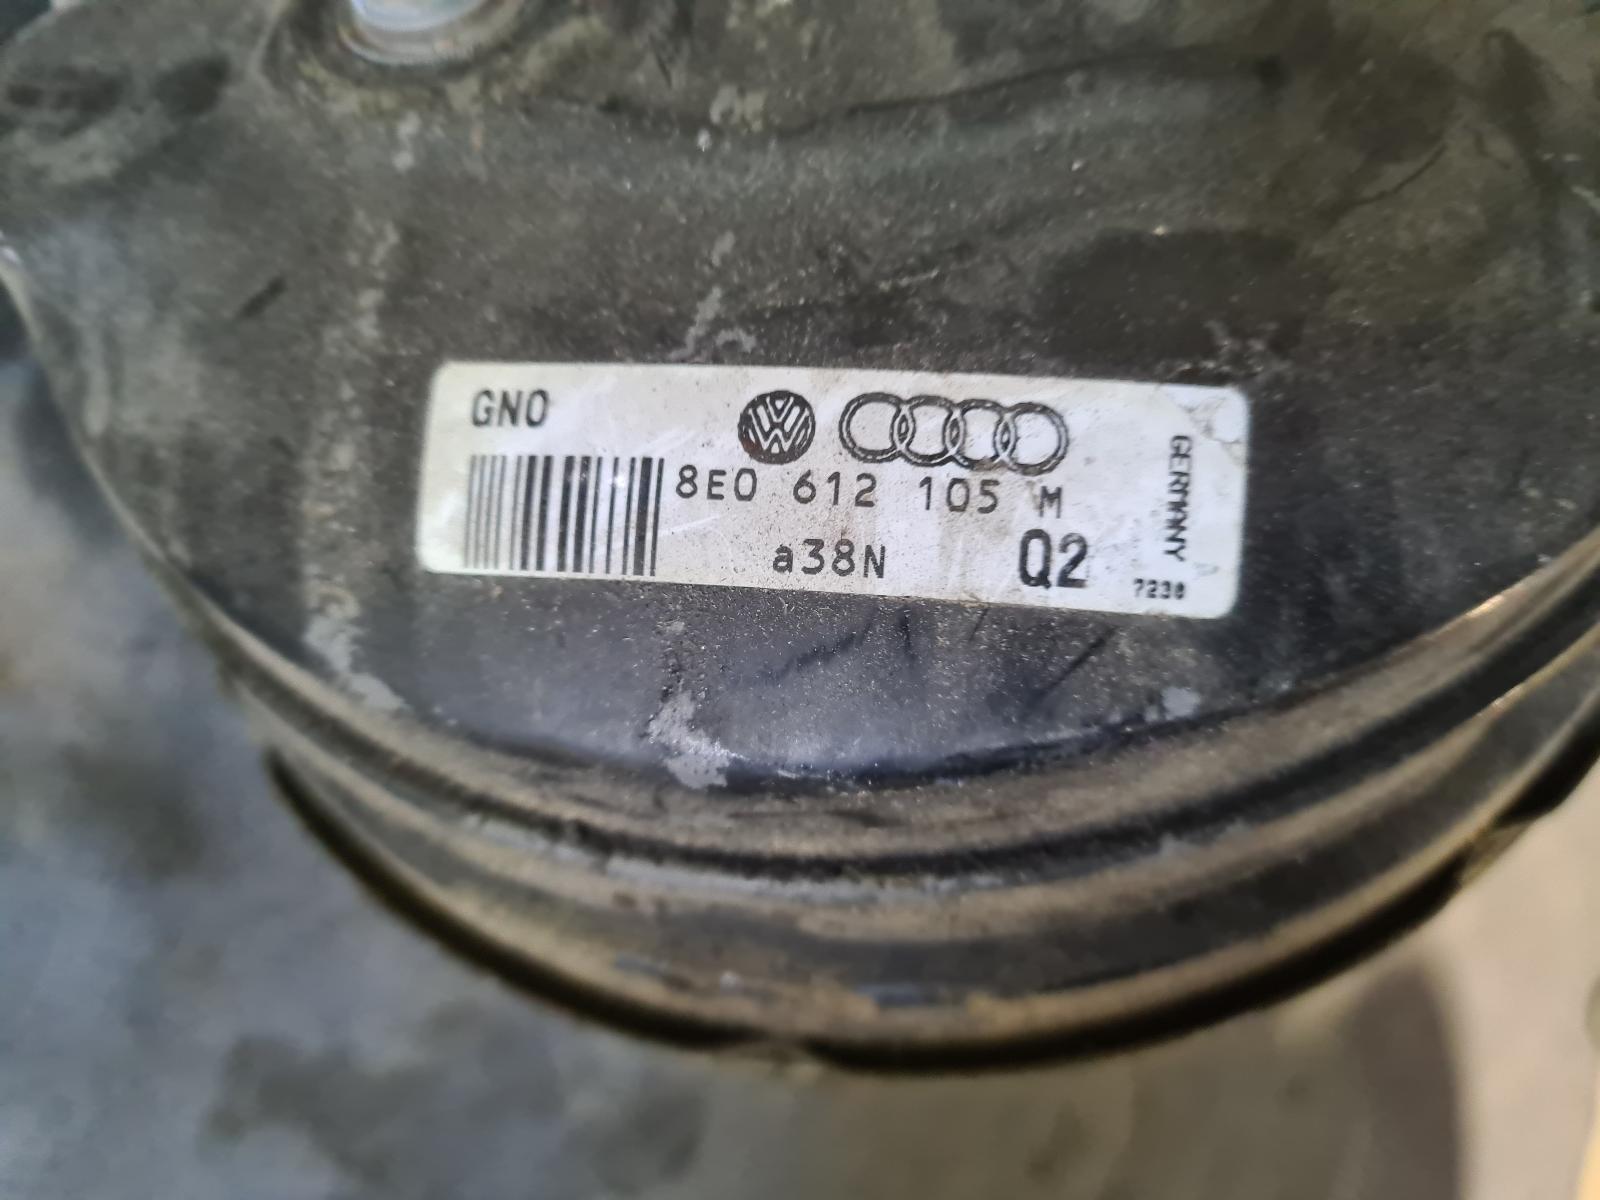 GNO
8E0 612 105 M
a38N Q2
GERMANY
7238